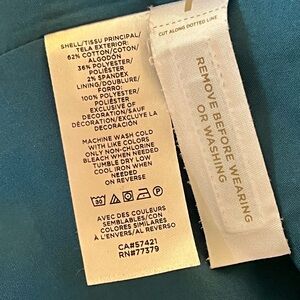 SHELL/TISSU PRINCIPAL/
TELA EXTERIOR:
62% COTTON/COTON/
ALGODÓN
36% POLYESTER/
POLIÉSTER
2% SPANDEX
LINING/DOUBLURE/
FORRO:
100% POLYESTER/
POLIÉSTER
EXCLUSIVE OF
DECORATION/SAUF
DÉCORATION/EXCLUYE LA
DECORACIÓN
MACHINE WASH COLD
WITH LIKE COLORS
ONLY NON-CHLORINE
BLEACH WHEN NEEDED
TUMBLE DRY LOW
COOL IRON WHEN
NEEDED
ON REVERSE
30
AVEC DES COULEURS
SEMBLABLES/CON
COLORES SIMILARES
À L'ENVERS/AL REVERSO
CA#57421
RN#77379
CUT ALONG DOTTED LINE
REMOVE BEFORE WEARING
OR WASHING